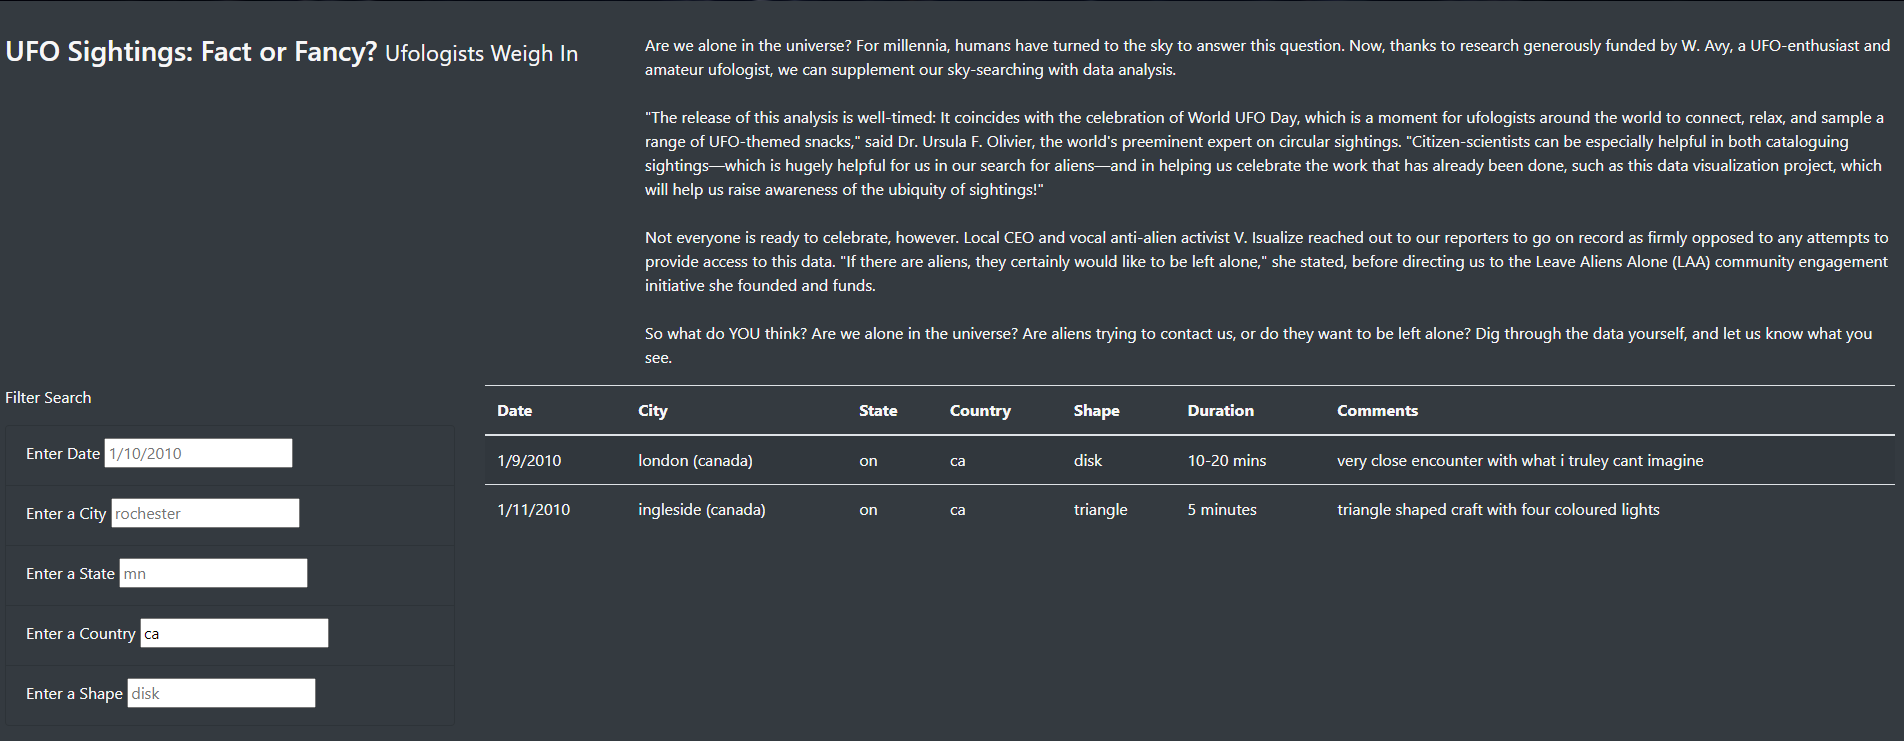 UFO Sightings: Fact or Fancy? Ufologists Weigh In
Are we alone in the universe? For millennia, humans have turned to the sky to answer this question. Now, thanks to research generously funded by W. Avy, a UFO-enthusiast and
amateur ufologist, we can supplement our sky-searching with data analysis.
"The release of this analysis is well-timed: It coincides with the celebration of World UFO Day, which is a moment for ufologists around the world to connect, relax, and sample a
range of UFO-themed snacks," said Dr. Ursula F. Olivier, the world's preeminent expert on circular sightings. "Citizen-scientists can be especially helpful in both cataloguing
sightings—which is hugely helpful for us in our search for aliens—and in helping us celebrate the work that has already been done, such as this data visualization project, which
will help us raise awareness of the ubiquity of sightings!"
Not everyone is ready to celebrate, however. Local CEO and vocal anti-alien activist V. Isualize reached out to our reporters to go on record as firmly opposed to any attempts to
provide access to this data. "If there are aliens, they certainly would like to be left alone," she stated, before directing us to the Leave Aliens Alone (LAA) community engagement
initiative she founded and funds.
So what do YOU think? Are we alone in the universe? Are aliens trying to contact us, or do they want to be left alone? Dig through the data yourself, and let us know what you
see.
Filter Search
Enter Date 1/10/2010
Enter a City rochester
Enter a State mn
Enter a Country ca
Enter a Shape disk
Date City State Country Shape Duration Comments
1/9/2010 london (canada) on ca disk 10-20 mins very close encounter with what i truley cant imagine
1/11/2010 ingleside (canada) on ca triangle 5 minutes triangle shaped craft with four coloured lights